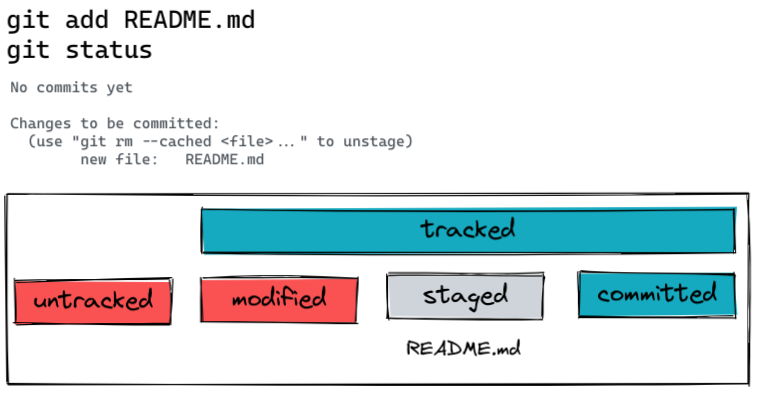 git add README.md
git status
No commits yet
Changes to be committed:
(use "git rm --cached <file>..." to unstage)
new file: README.md
tracked
untracked modified staged committed
README.md